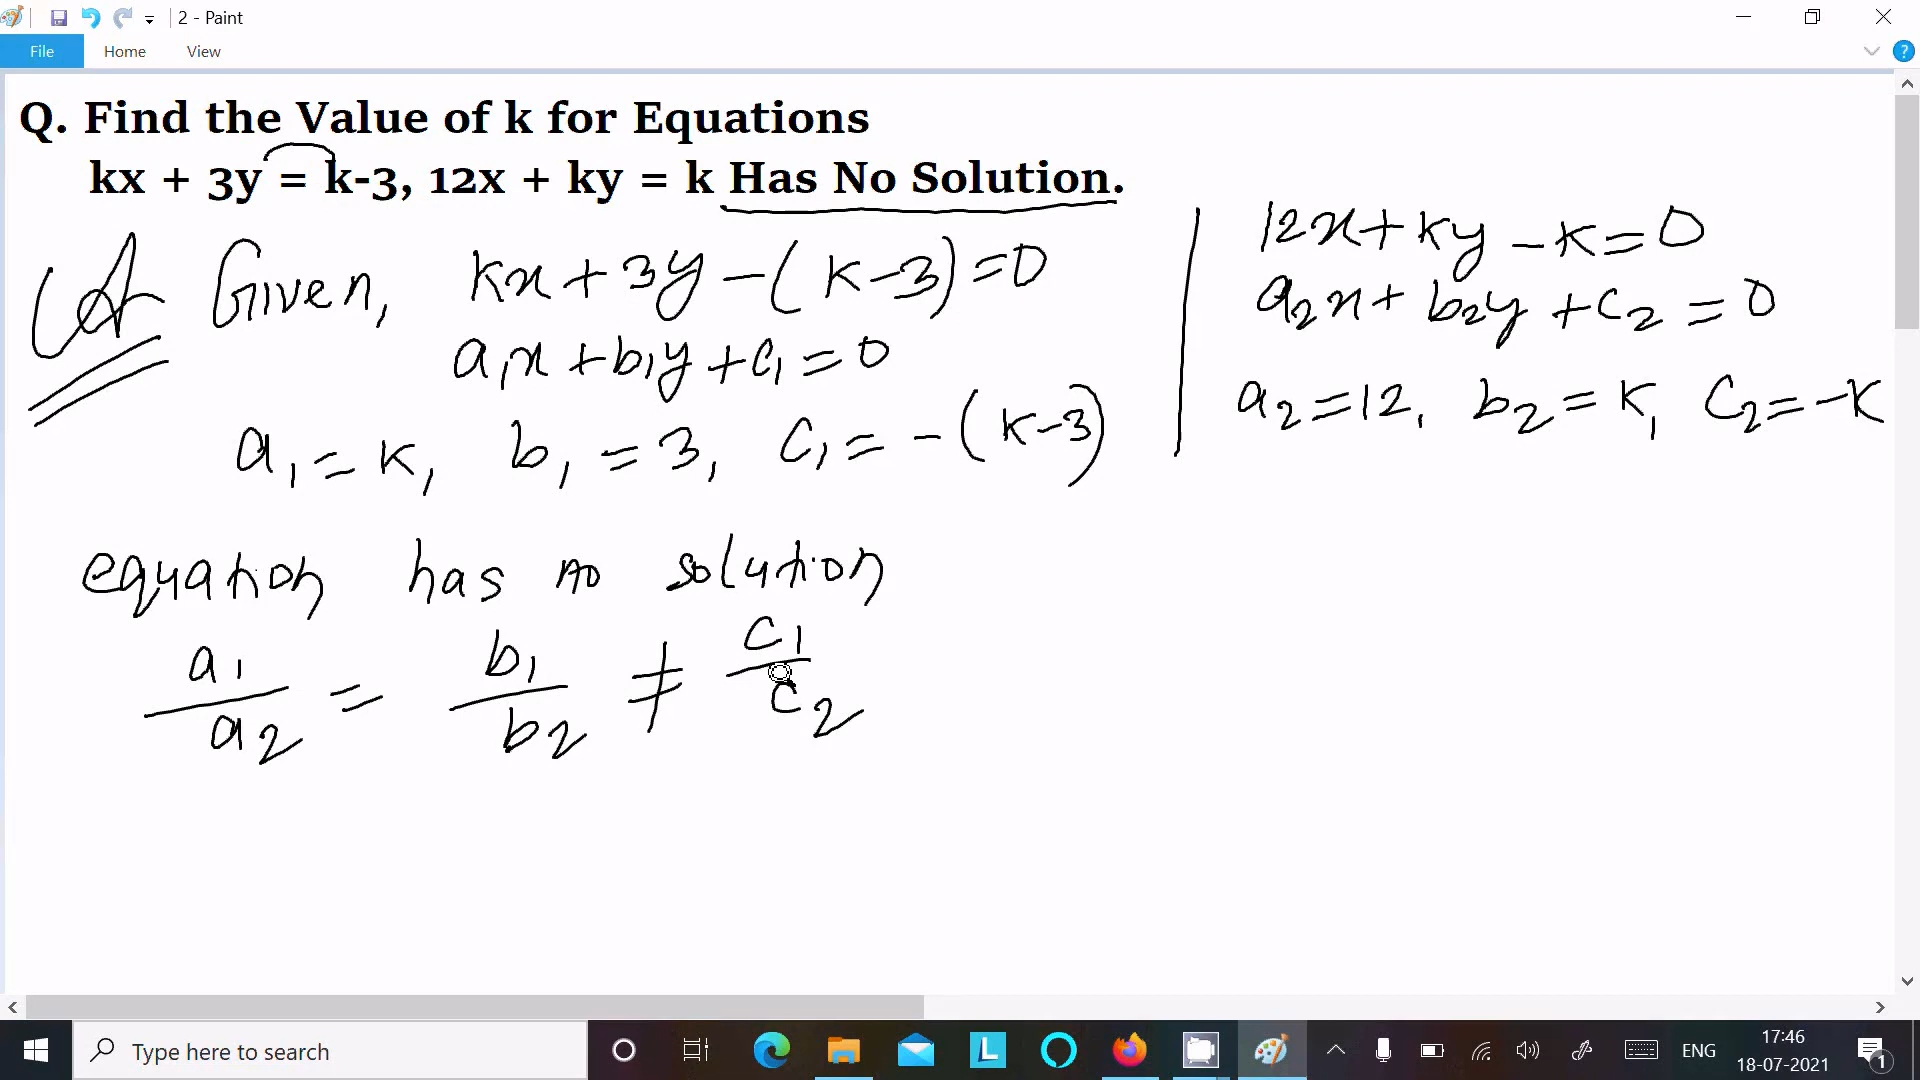 2 - Paint
File Home View
Q. Find the Value of k for Equations
kx + 3y = k-3, 12x + ky = k Has No Solution.
Given, kx + 3y - (k-3) = 0
a₁x + b₁y + c₁ = 0
a₁ = k, b₁ = 3, c₁ = -(k-3)
12x + ky - k = 0
a₂x + b₂y + c₂ = 0
a₂ = 12, b₂ = k, c₂ = -k
equation has no solution
a₁/a₂ = b₁/b₂ ≠ c₁/c₂
Type here to search
ENG
17:46
18-07-2021
1